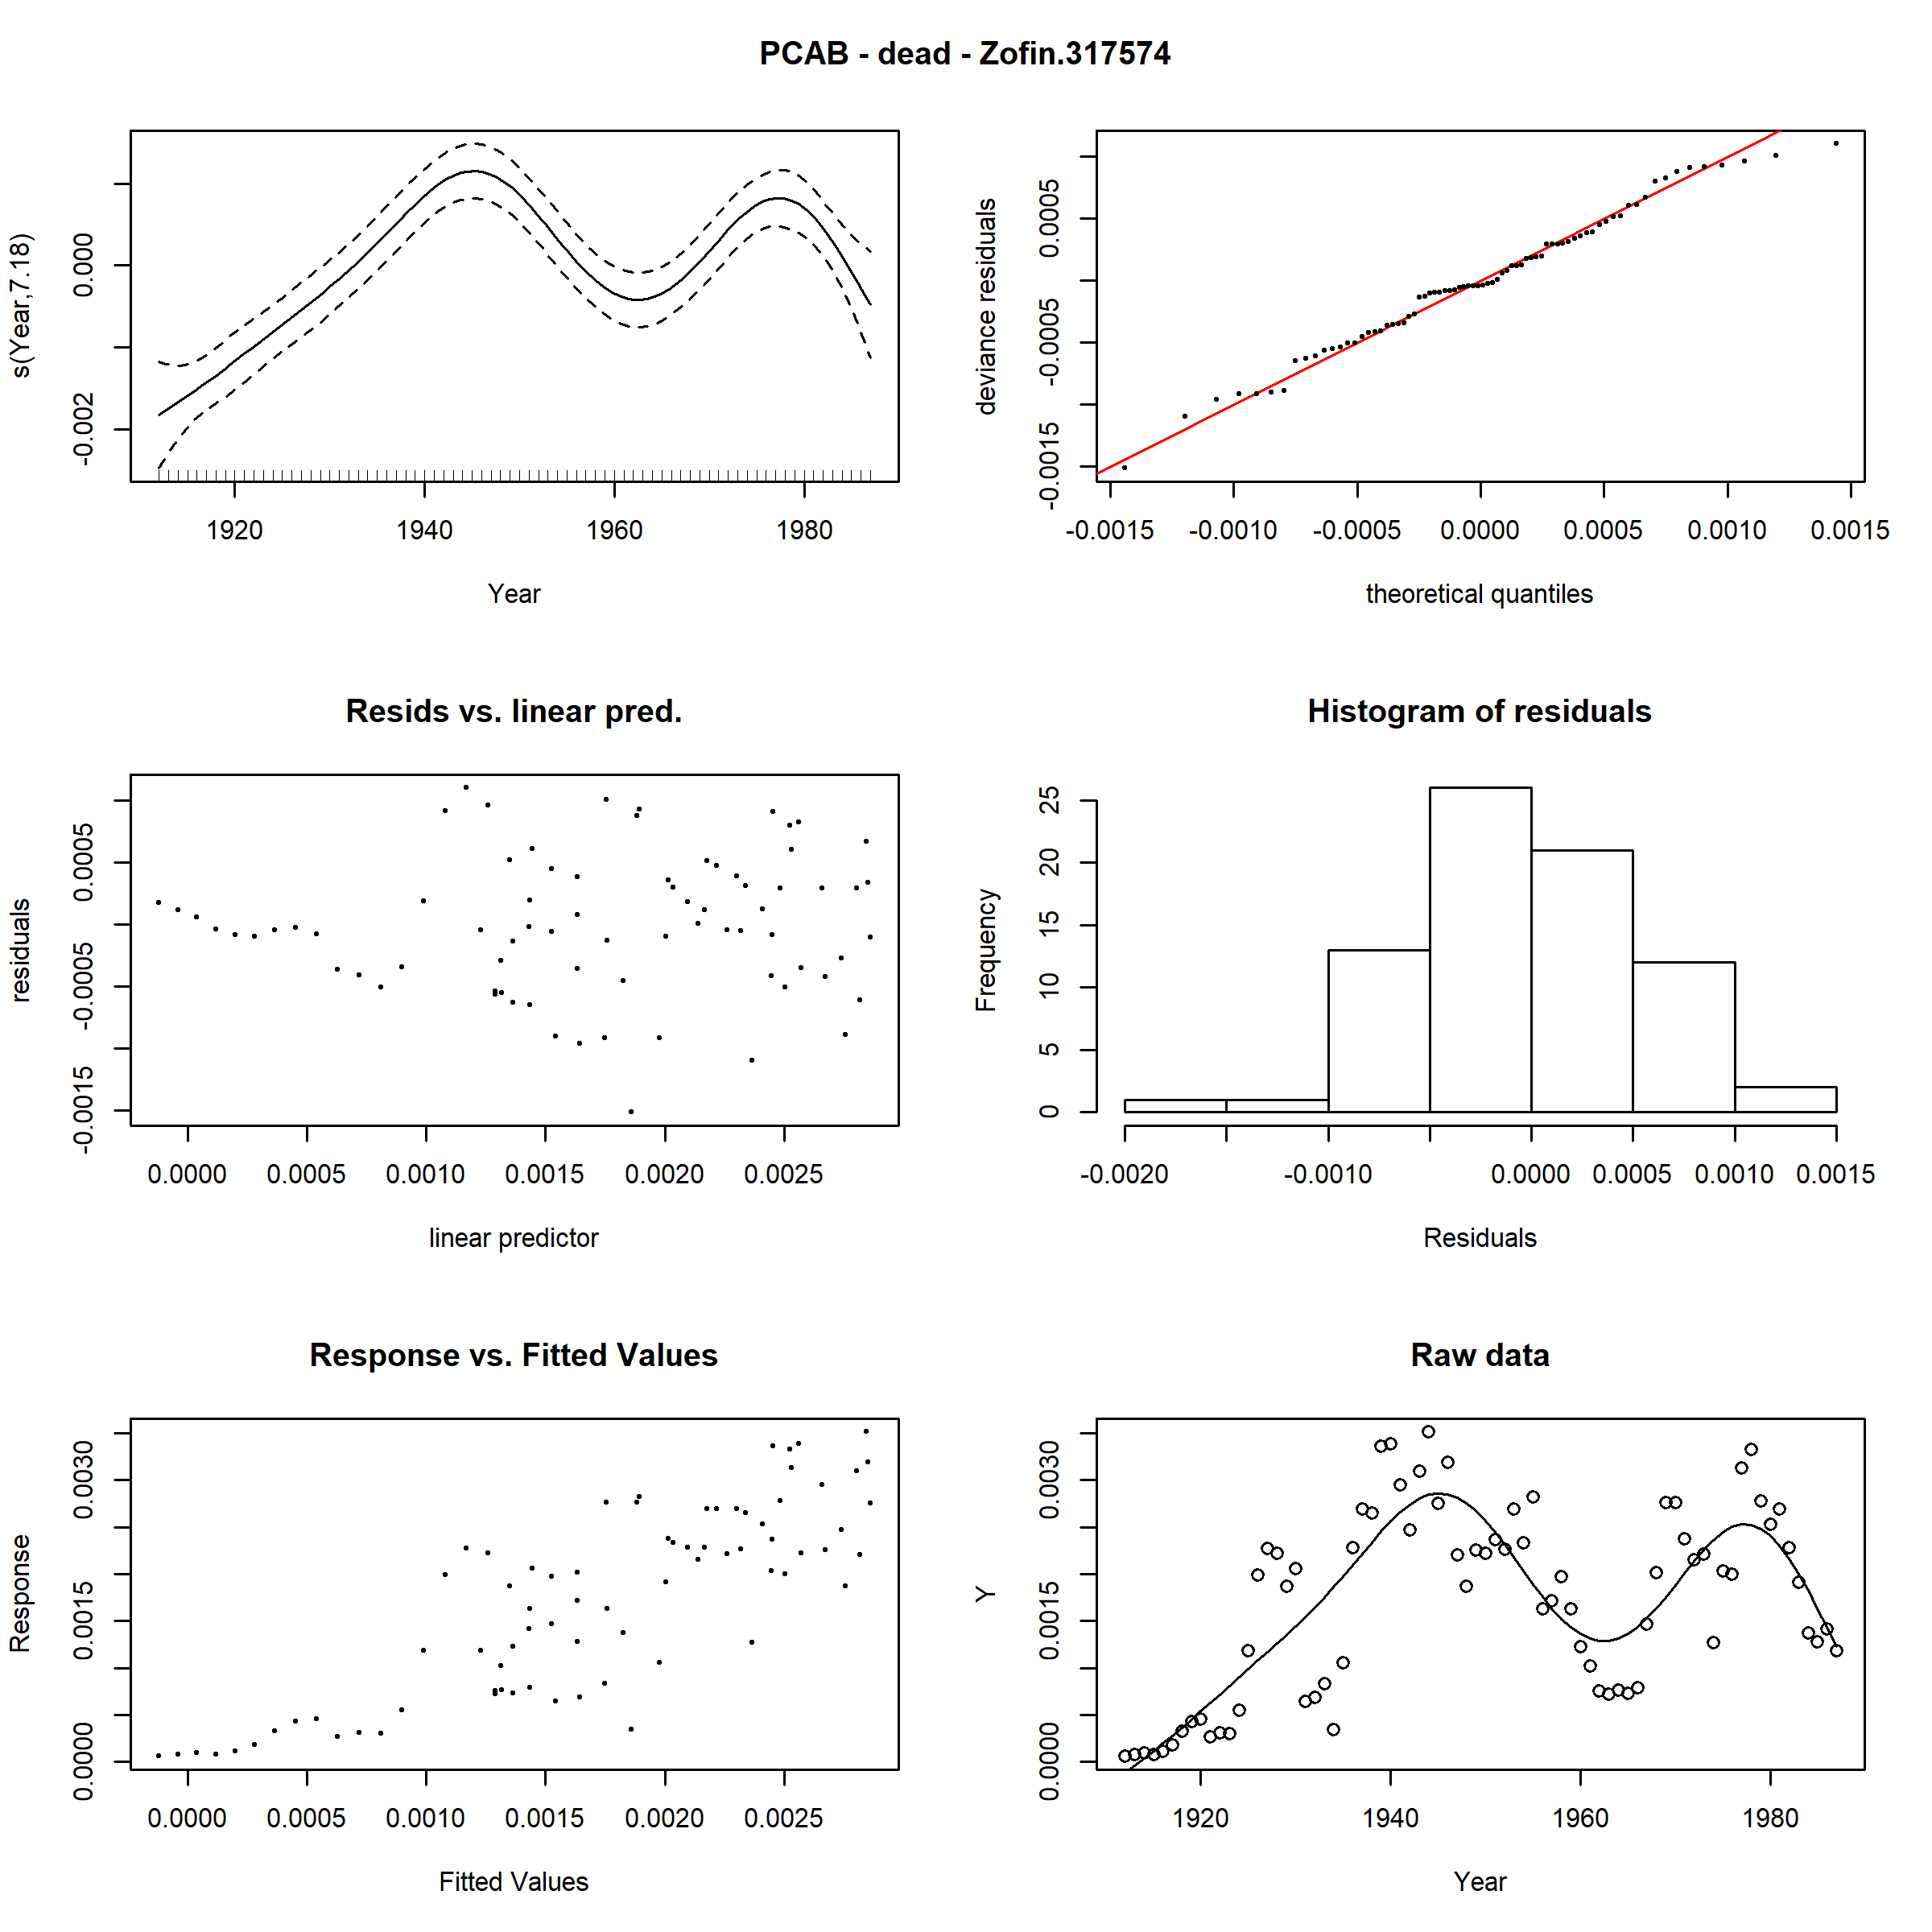 PCAB - dead - Zofin.317574
s(Year,7.18)
-0.002 0.000
1920 1940 1960 1980
Year
deviance residuals
-0.0015 -0.0005 0.0005
-0.0015 -0.0010 -0.0005 0.0000 0.0005 0.0010 0.0015
theoretical quantiles
Resids vs. linear pred.
residuals
-0.0015 -0.0005 0.0005
0.0000 0.0005 0.0010 0.0015 0.0020 0.0025
linear predictor
Histogram of residuals
Frequency
0 5 10 15 20 25
-0.0020 -0.0010 0.0000 0.0005 0.0010 0.0015
Residuals
Response vs. Fitted Values
Response
0.0000 0.0015 0.0030
0.0000 0.0005 0.0010 0.0015 0.0020 0.0025
Fitted Values
Raw data
Y
0.0000 0.0015 0.0030
1920 1940 1960 1980
Year